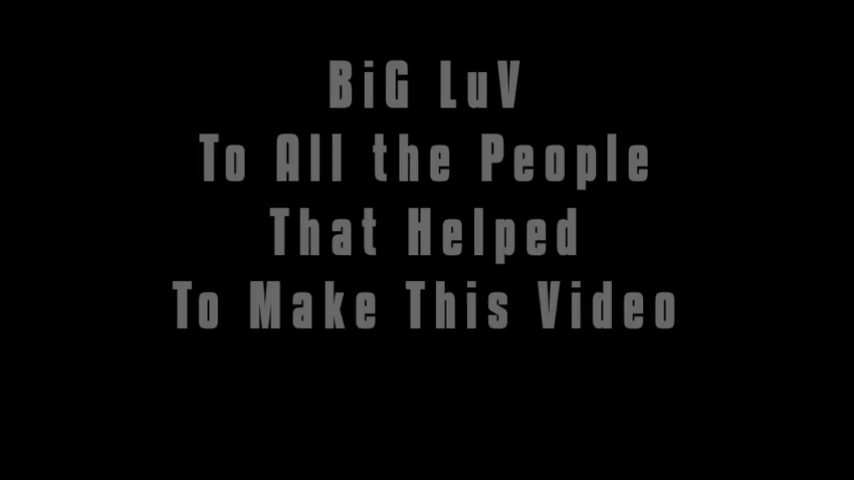 BiG LuV
To All the People
That Helped
To Make This Video